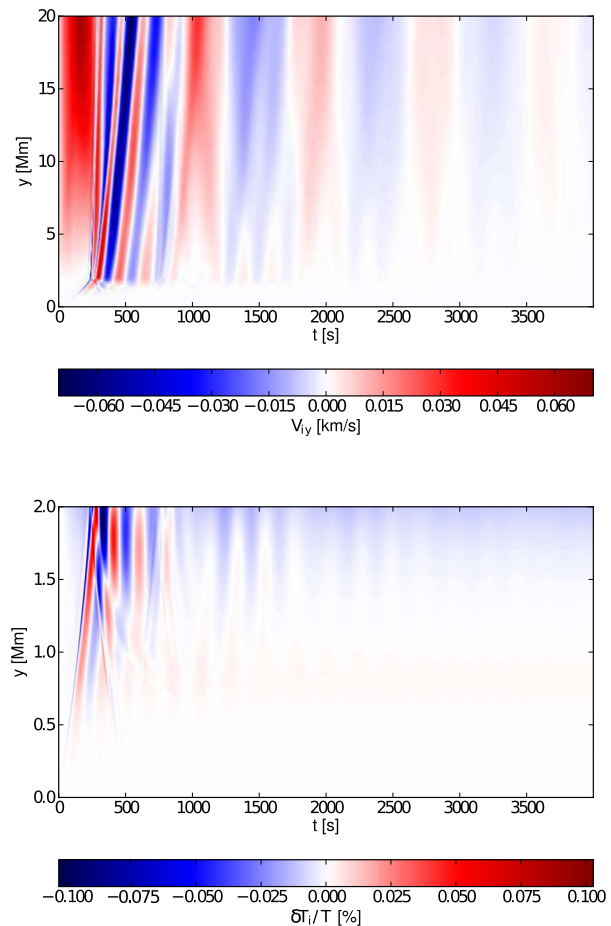 20
15
10
5
0
y [Mm]
0 500 1000 1500 2000 2500 3000 3500
t [s]
−0.060 −0.045 −0.030 −0.015 0.000 0.015 0.030 0.045 0.060
V_iy [km/s]
2.0
1.5
1.0
0.5
0.0
y [Mm]
0 500 1000 1500 2000 2500 3000 3500
t [s]
−0.100 −0.075 −0.050 −0.025 0.000 0.025 0.050 0.075 0.100
δT_i/T [%]